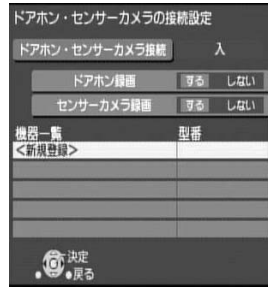 ドアホン・センサーカメラの接続設定
ドアホン・センサーカメラ接続 入
ドアホン録画 する しない
センサーカメラ録画 する しない
機器一覧 型番
<新規登録>
決定
戻る